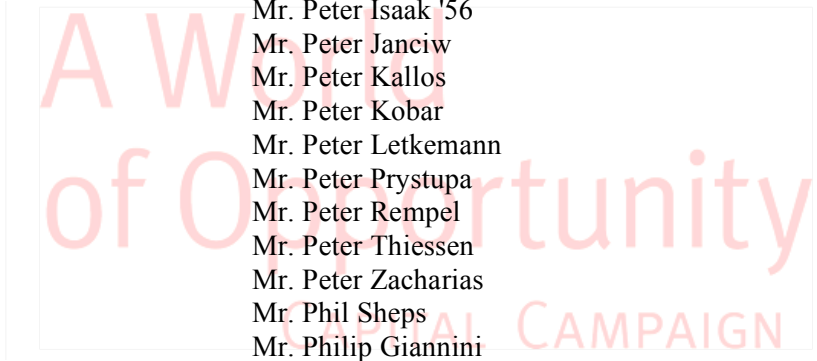 Mr. Peter Isaak '56
Mr. Peter Janciw
Mr. Peter Kallos
Mr. Peter Kobar
Mr. Peter Letkemann
Mr. Peter Prystupa
Mr. Peter Rempel
Mr. Peter Thiessen
Mr. Peter Zacharias
Mr. Phil Sheps
Mr. Philip Giannini
A World
of Opportunity
CAPITAL CAMPAIGN